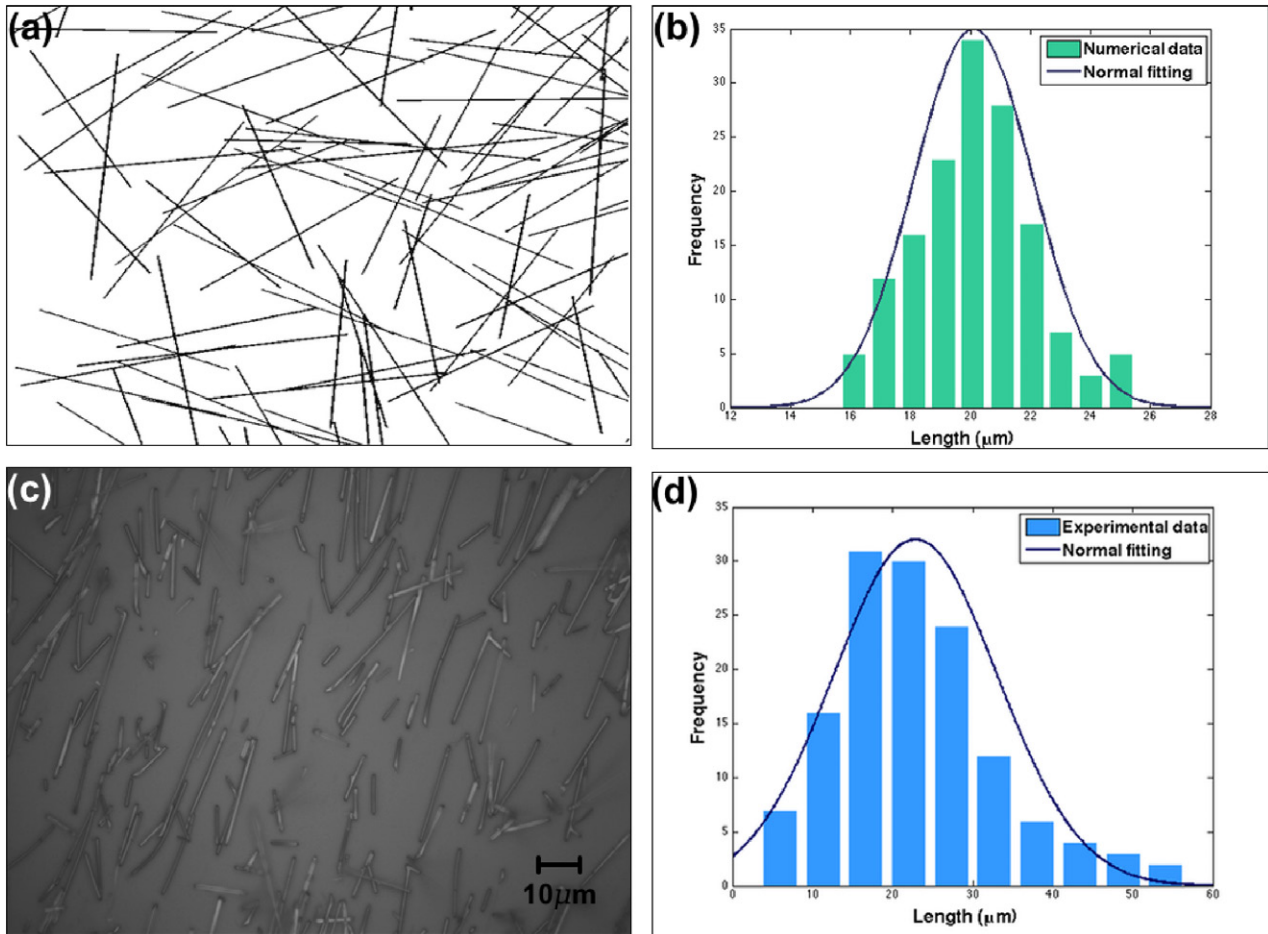 (a)
(b)
35
30
25
20
15
10
5
0
12
14
16
18
20
22
24
26
28
Frequency
Length (μm)
Numerical data
Normal fitting
(c)
10μm
(d)
35
30
25
20
15
10
5
0
0
10
20
30
40
50
60
Frequency
Length (μm)
Experimental data
Normal fitting